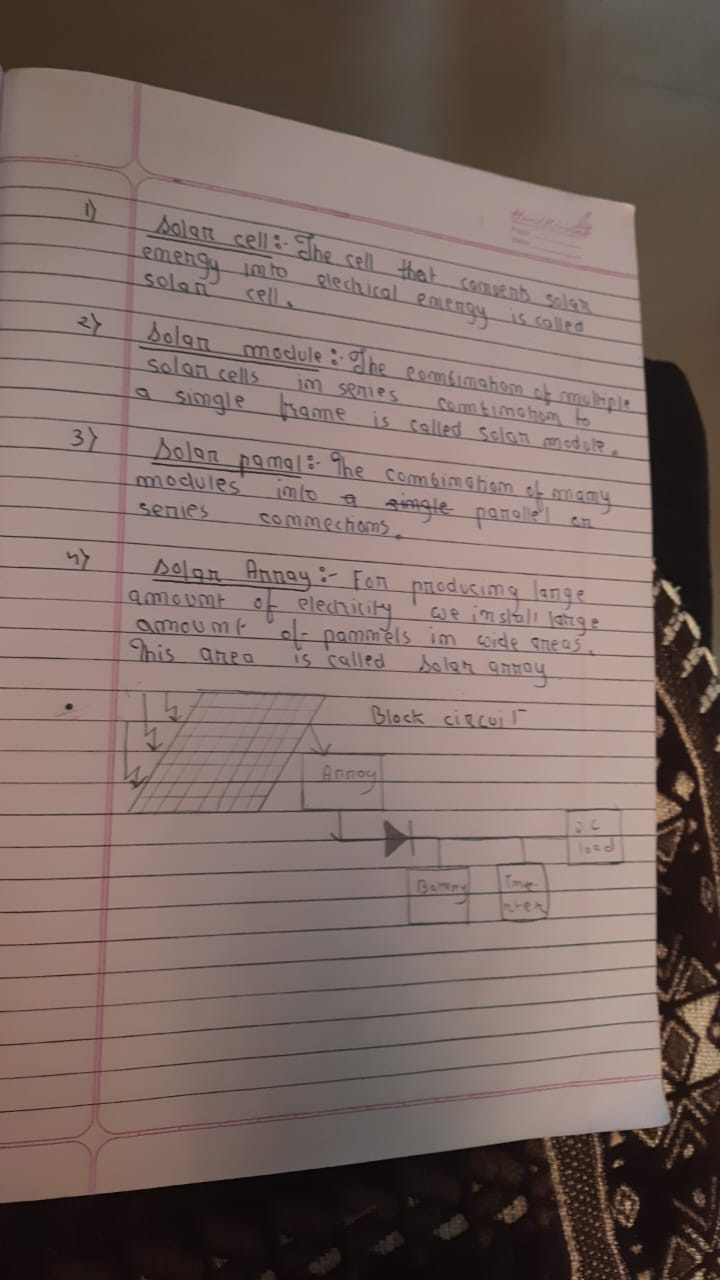 1) Solar cell:- The cell that convents solar
energy into electrical energy is called
solar cell.
2) Solar module:- The combination of multiple
solar cells in series combination to
a single frame is called solar module.
3) Solar panal:- The combination of many
modules into a single parallel or
series connections.
4) Solar Array:- For producing large
amount of electricity we install large
amount of pannels in wide areas.
This area is called solar array
Block circuit
Array
DC
load
Battery